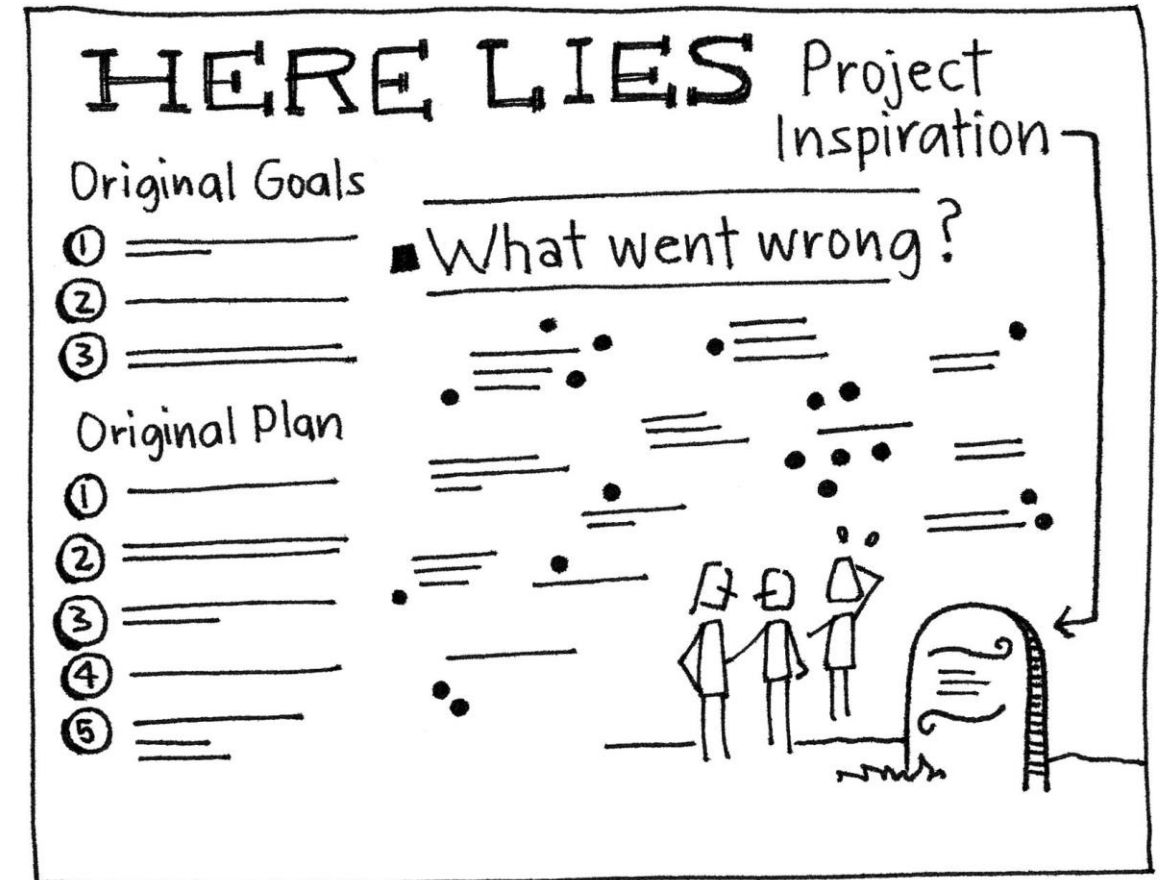 HERE LIES Project
Inspiration
Original Goals
1
2
3
What went wrong?
Original Plan
1
2
3
4
5